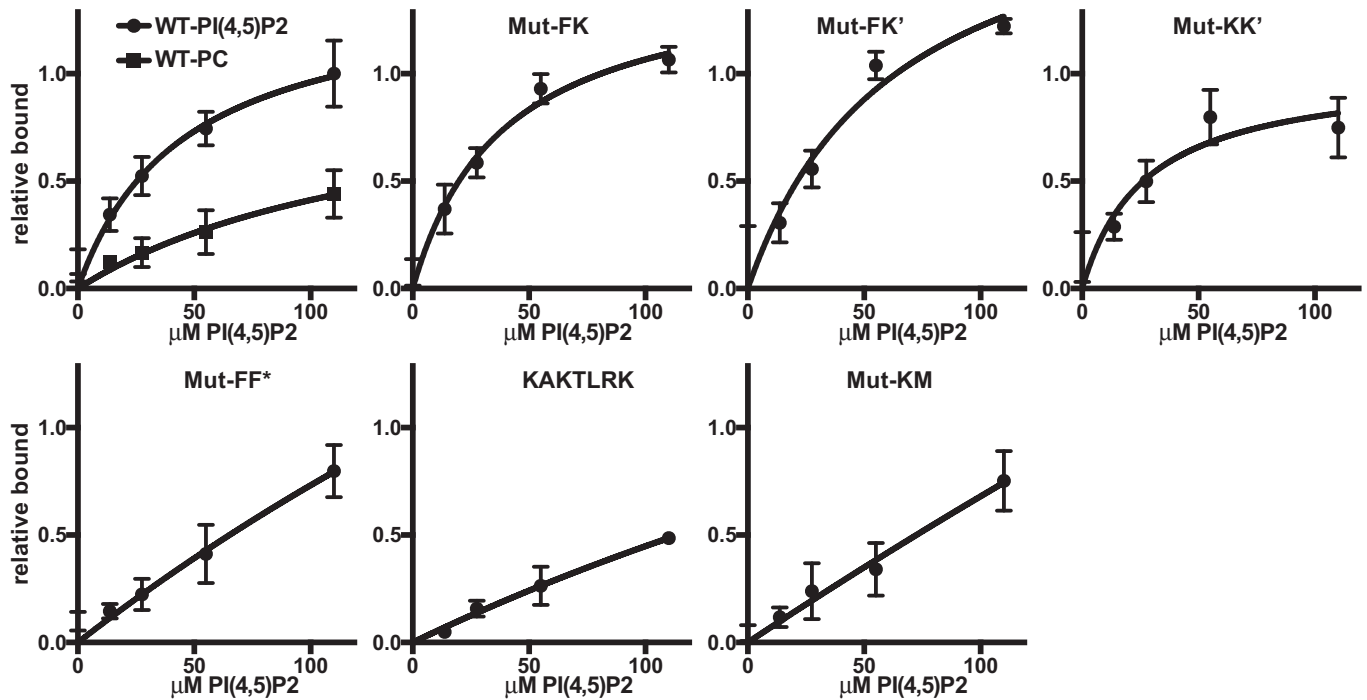 WT-PI(4,5)P2
WT-PC
Mut-FK
Mut-FK’
Mut-KK’
relative bound
1.0
0.5
0.0
0 50 100
μM PI(4,5)P2
1.0
0.5
0.0
0 50 100
μM PI(4,5)P2
1.0
0.5
0.0
0 50 100
μM PI(4,5)P2
1.0
0.5
0.0
0 50 100
μM PI(4,5)P2
Mut-FF*
KAKTLRK
Mut-KM
relative bound
1.0
0.5
0.0
0 50 100
μM PI(4,5)P2
1.0
0.5
0.0
0 50 100
μM PI(4,5)P2
1.0
0.5
0.0
0 50 100
μM PI(4,5)P2